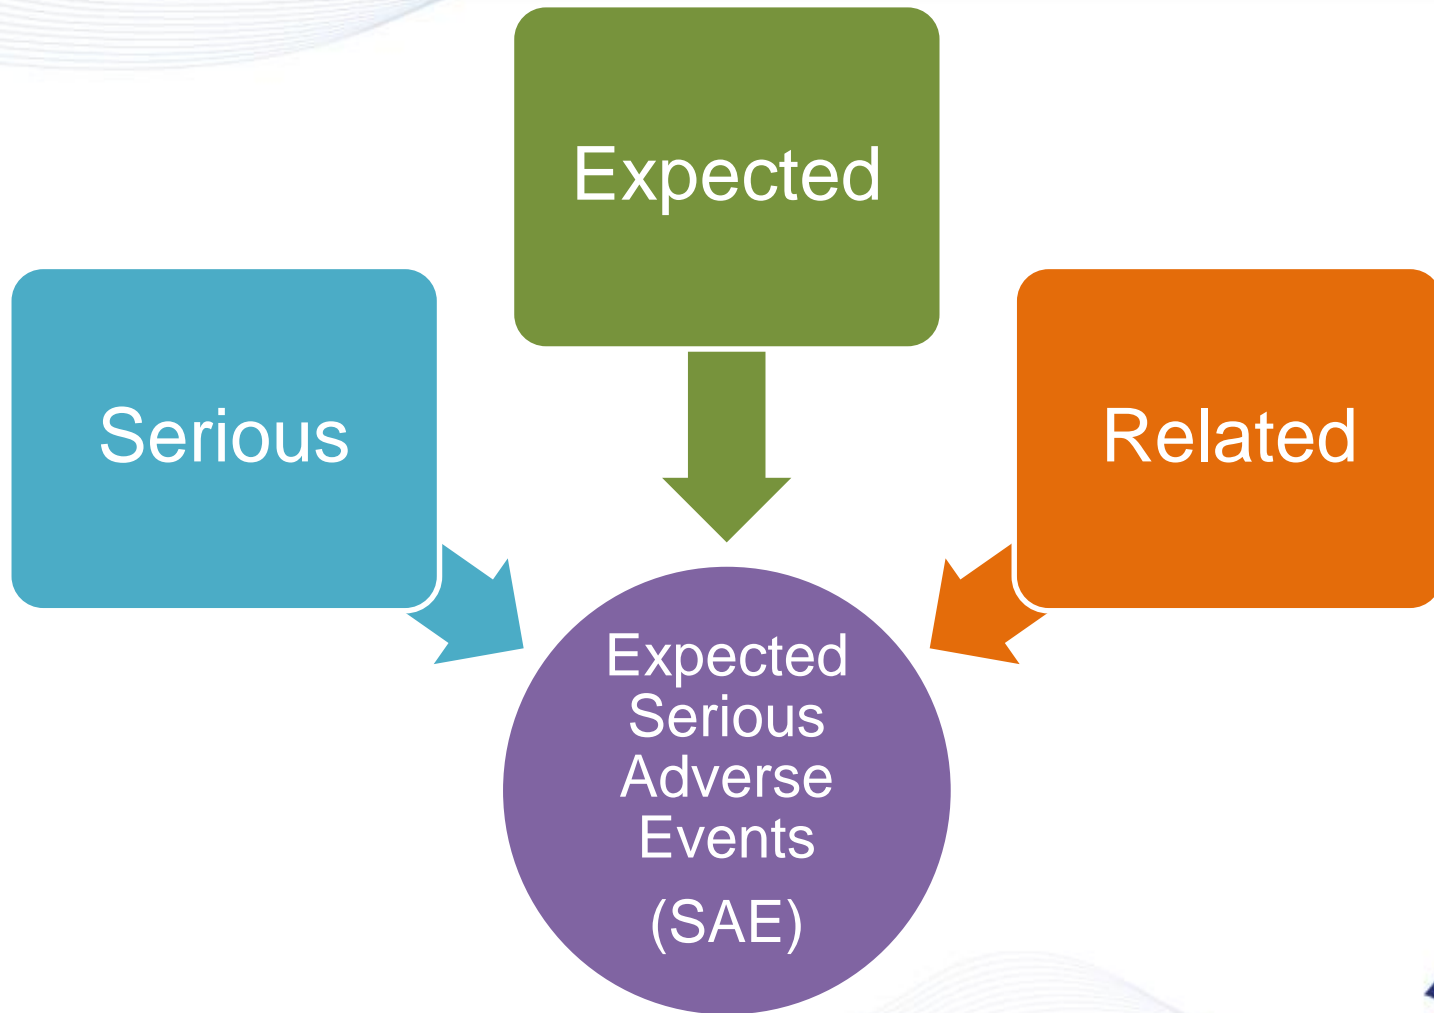 Expected
Serious
Related
Expected
Serious
Adverse
Events
(SAE)